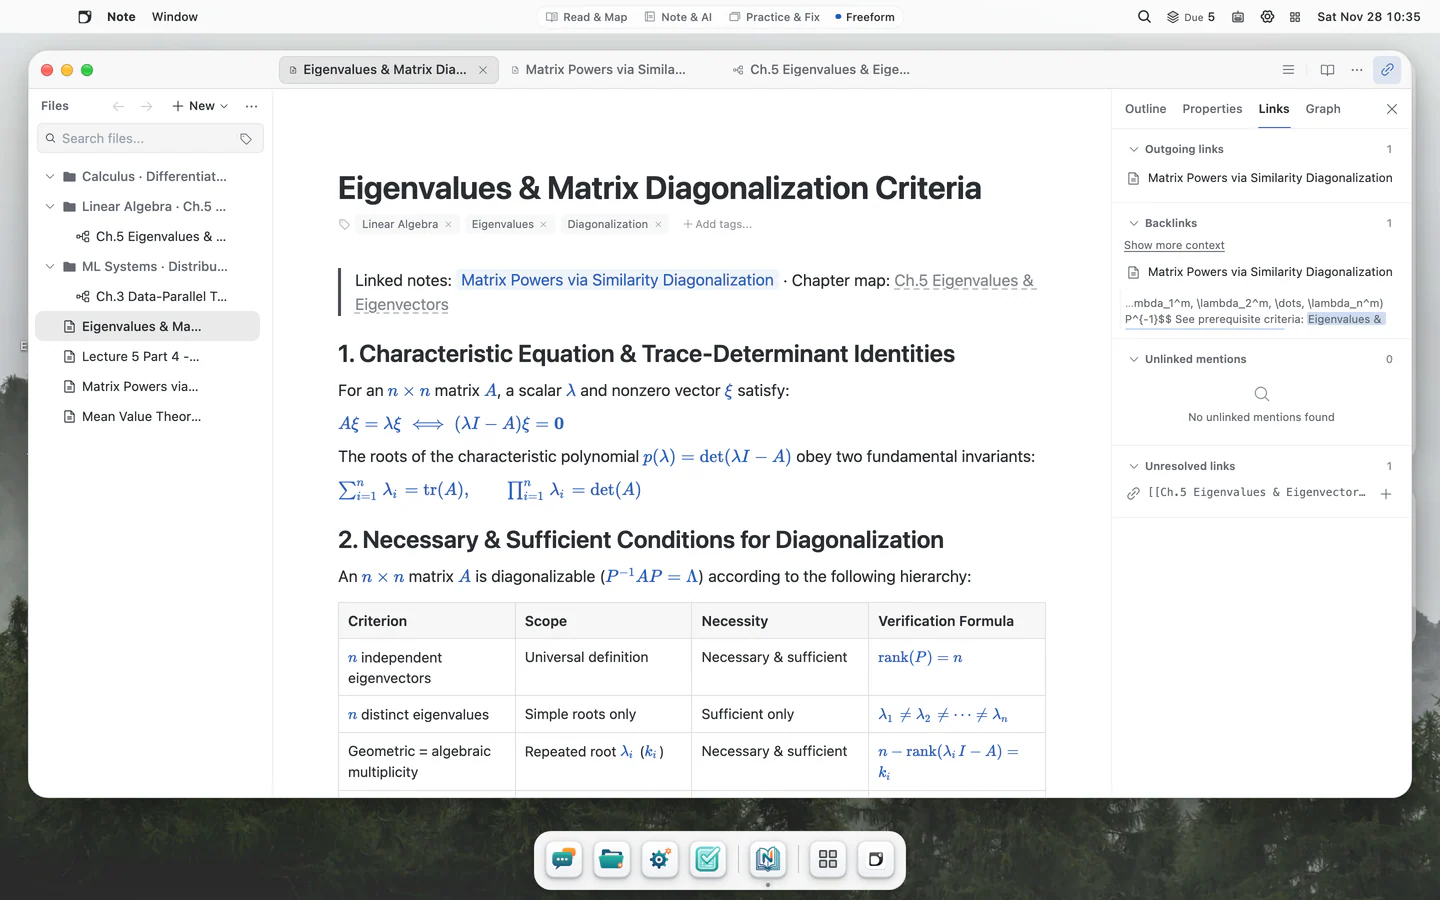 Note Window Read & Map Note & AI Practice & Fix Freeform Due 5 Sat Nov 28 10:35
Eigenvalues & Matrix Dia... Matrix Powers via Simila... Ch.5 Eigenvalues & Eige...
Files New
Search files...
Calculus · Differentiat...
Linear Algebra · Ch.5 ...
Ch.5 Eigenvalues & ...
ML Systems · Distribu...
Ch.3 Data-Parallel T...
Eigenvalues & Ma...
Lecture 5 Part 4 -...
Matrix Powers via...
Mean Value Theor...
Eigenvalues & Matrix Diagonalization Criteria
Linear Algebra × Eigenvalues × Diagonalization × + Add tags...
Linked notes: Matrix Powers via Similarity Diagonalization · Chapter map: Ch.5 Eigenvalues &
Eigenvectors
1. Characteristic Equation & Trace-Determinant Identities
For an n × n matrix A, a scalar λ and nonzero vector ξ satisfy:
Aξ = λξ ⟺ (λI − A)ξ = 0
The roots of the characteristic polynomial p(λ) = det(λI − A) obey two fundamental invariants:
∑ⁿᵢ₌₁ λᵢ = tr(A), ∏ⁿᵢ₌₁ λᵢ = det(A)
2. Necessary & Sufficient Conditions for Diagonalization
An n × n matrix A is diagonalizable (P⁻¹AP = Λ) according to the following hierarchy:
Criterion Scope Necessity Verification Formula
n independent eigenvectors Universal definition Necessary & sufficient rank(P) = n
n distinct eigenvalues Simple roots only Sufficient only λ₁ ≠ λ₂ ≠ ··· ≠ λₙ
Geometric = algebraic multiplicity Repeated root λᵢ (kᵢ) Necessary & sufficient n − rank(λᵢI − A) = kᵢ
Outline Properties Links Graph
Outgoing links 1
Matrix Powers via Similarity Diagonalization
Backlinks 1
Show more context
Matrix Powers via Similarity Diagonalization
...mbda_1^m, \lambda_2^m, \dots, \lambda_n^m)
P^{-1}$$ See prerequisite criteria: Eigenvalues &
Unlinked mentions 0
No unlinked mentions found
Unresolved links 1
[[Ch.5 Eigenvalues & Eigenvector…